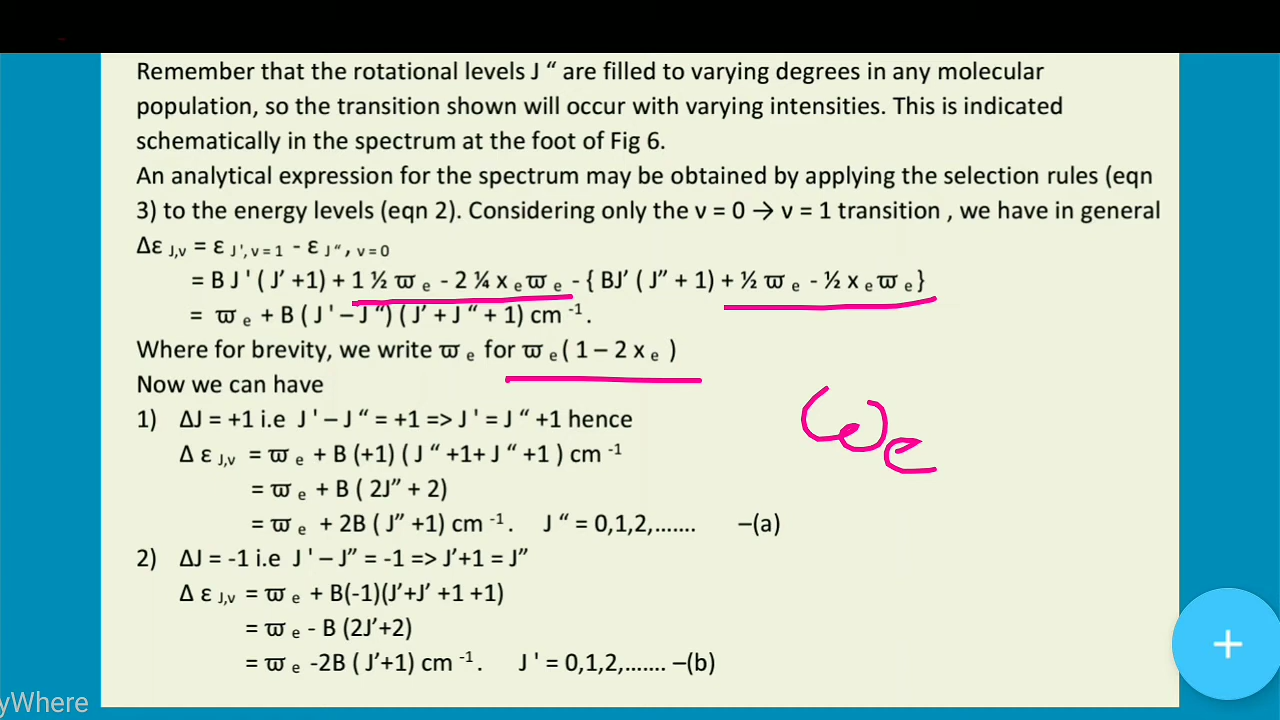 Remember that the rotational levels J “ are filled to varying degrees in any molecular
population, so the transition shown will occur with varying intensities. This is indicated
schematically in the spectrum at the foot of Fig 6.
An analytical expression for the spectrum may be obtained by applying the selection rules (eqn
3) to the energy levels (eqn 2). Considering only the v = 0 → v = 1 transition , we have in general
Δε J,v = ε J ', v = 1 - ε J “ , v = 0
= B J ' ( J’ +1) + 1 ½ ϖ e - 2 ¼ x e ϖ e - { BJ’ ( J” + 1) + ½ ϖ e - ½ x e ϖ e }
= ϖ e + B ( J ' – J “) ( J’ + J “ + 1) cm -1 .
Where for brevity, we write ϖ e for ϖ e ( 1 – 2 x e )
Now we can have
1) ΔJ = +1 i.e J ' – J “ = +1 => J ' = J “ +1 hence
Δ ε J,v = ϖ e + B (+1) ( J “ +1+ J “ +1 ) cm -1
= ϖ e + B ( 2J” + 2)
= ϖ e + 2B ( J” +1) cm -1 . J “ = 0,1,2,……. –(a)
2) ΔJ = -1 i.e J ' – J” = -1 => J’+1 = J”
Δ ε J,v = ϖ e + B(-1)(J’+J’ +1 +1)
= ϖ e - B (2J’+2)
= ϖ e -2B ( J’+1) cm -1 . J ' = 0,1,2,……. –(b)
ωe
yWhere